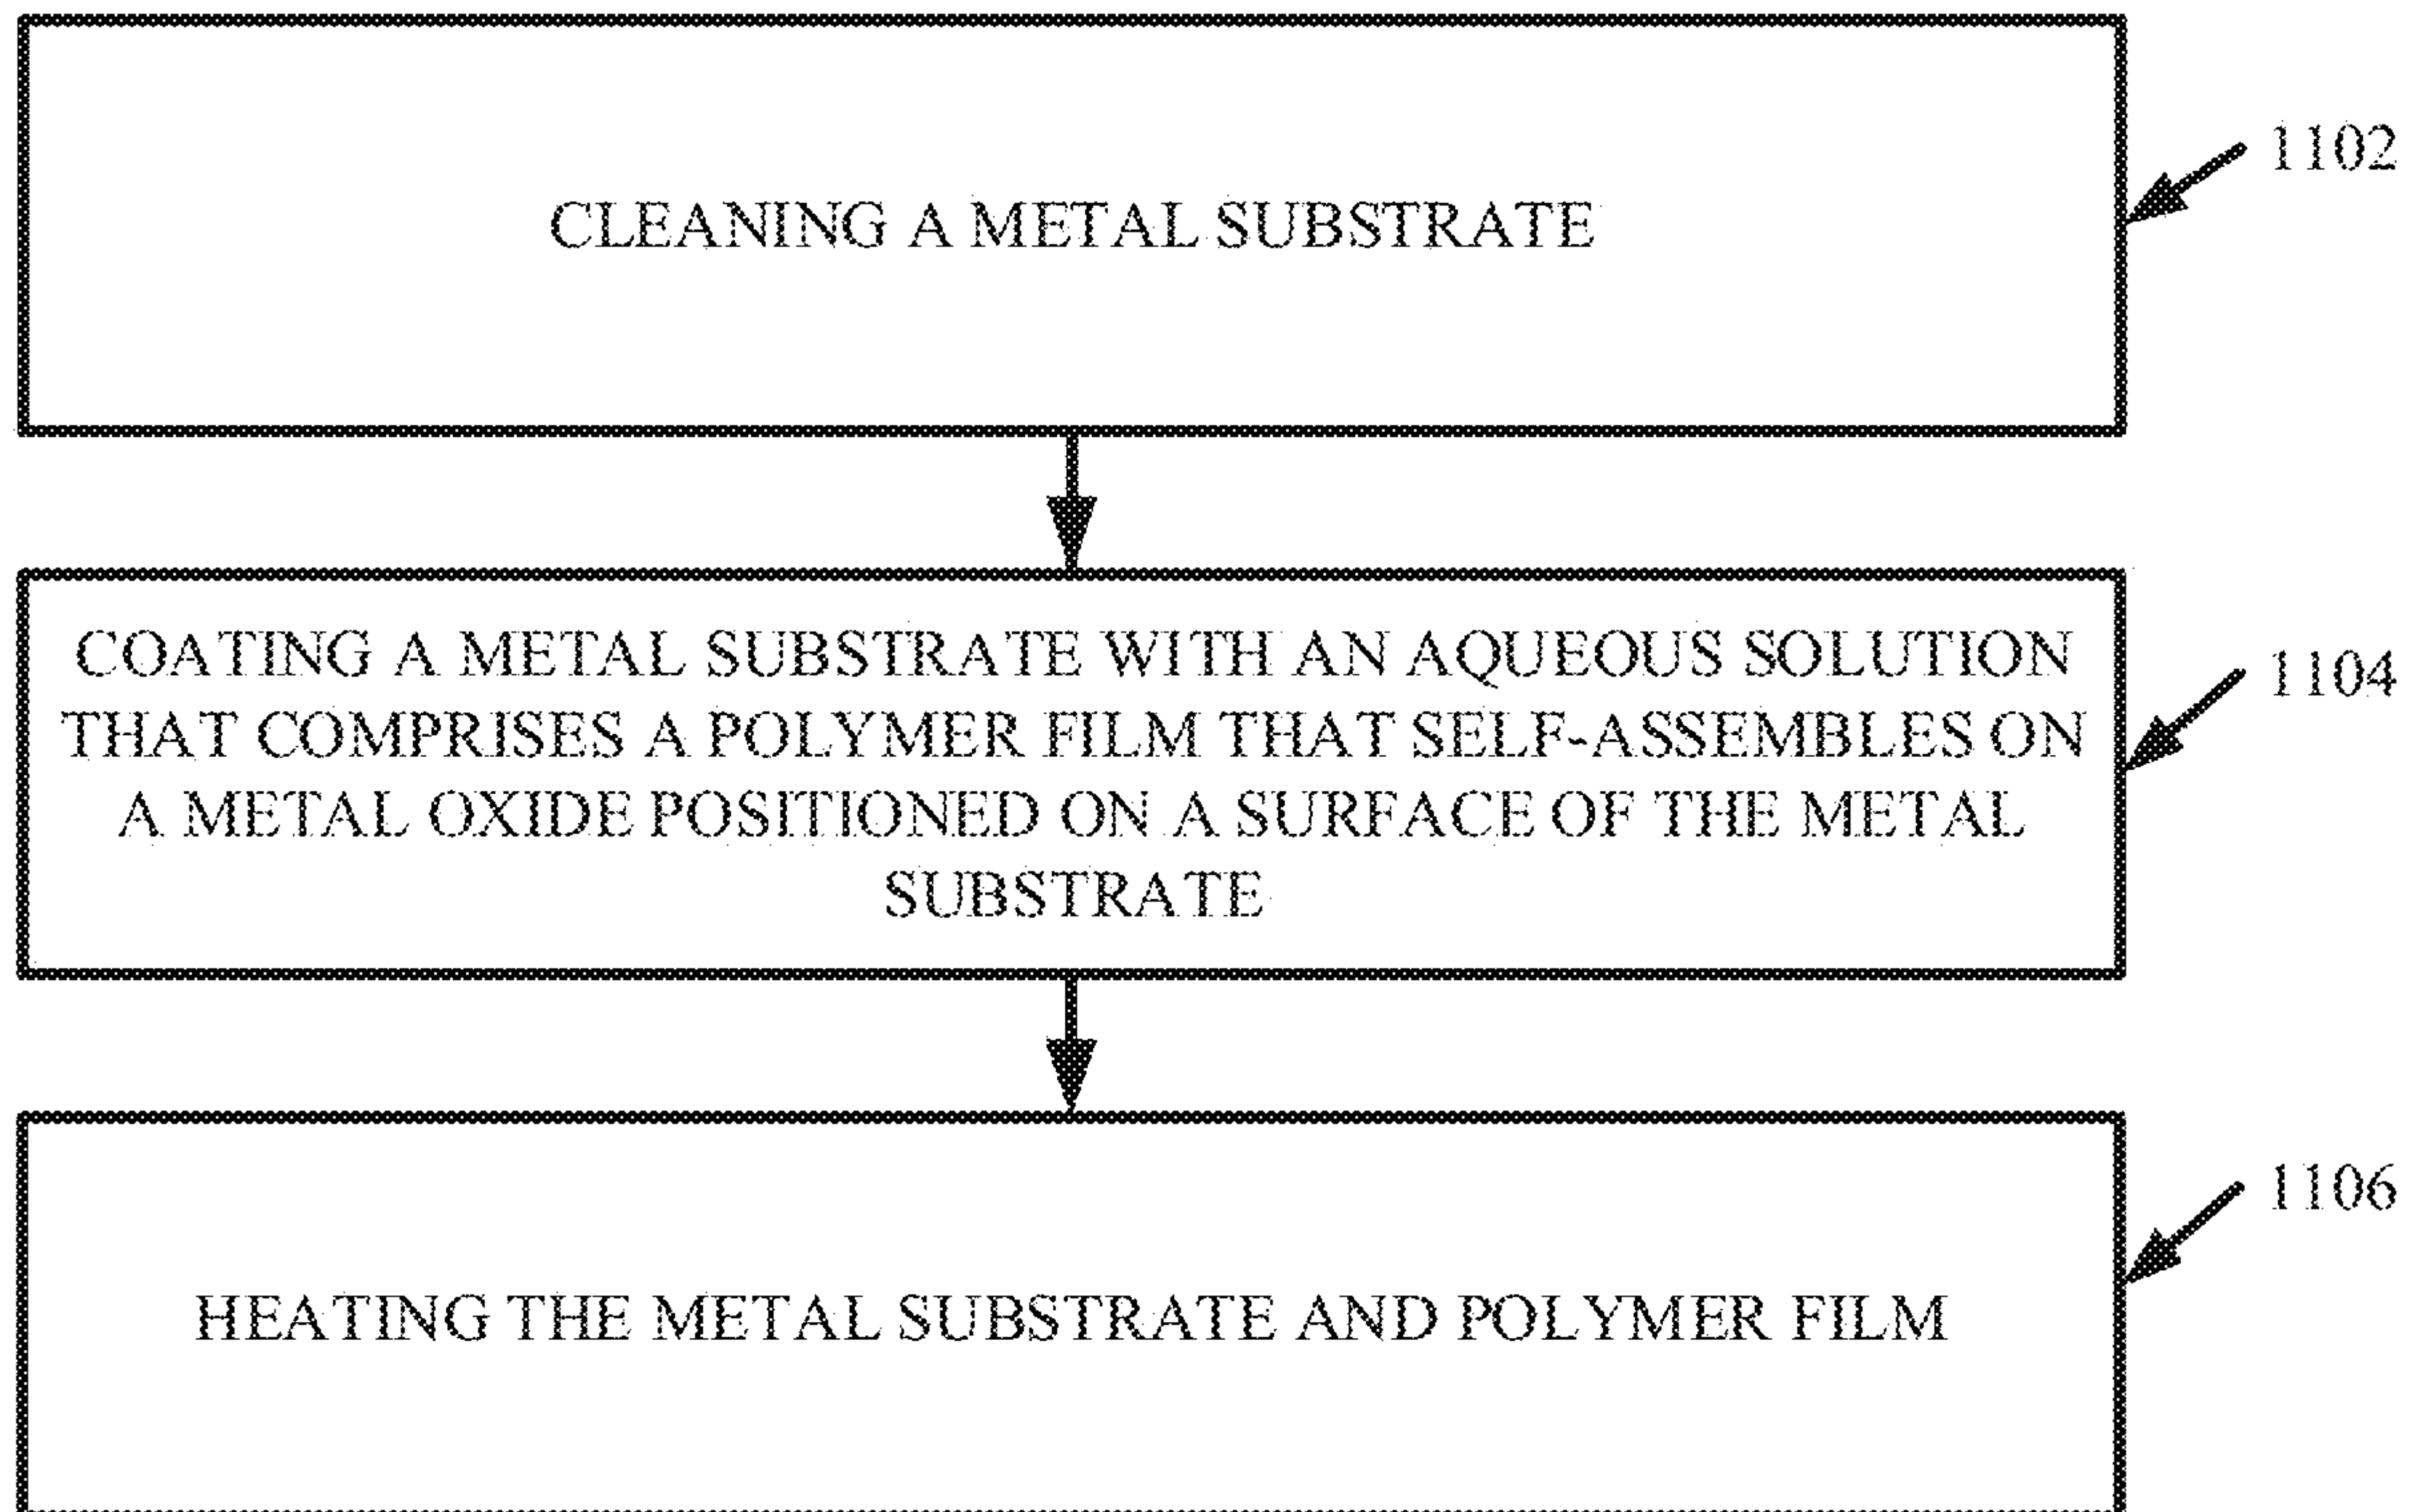 CLEANING A METAL SUBSTRATE
1102
COATING A METAL SUBSTRATE WITH AN AQUEOUS SOLUTION
THAT COMPRISES A POLYMER FILM THAT SELF-ASSEMBLES ON
A METAL OXIDE POSITIONED ON A SURFACE OF THE METAL
SUBSTRATE
1104
HEATING THE METAL SUBSTRATE AND POLYMER FILM
1106